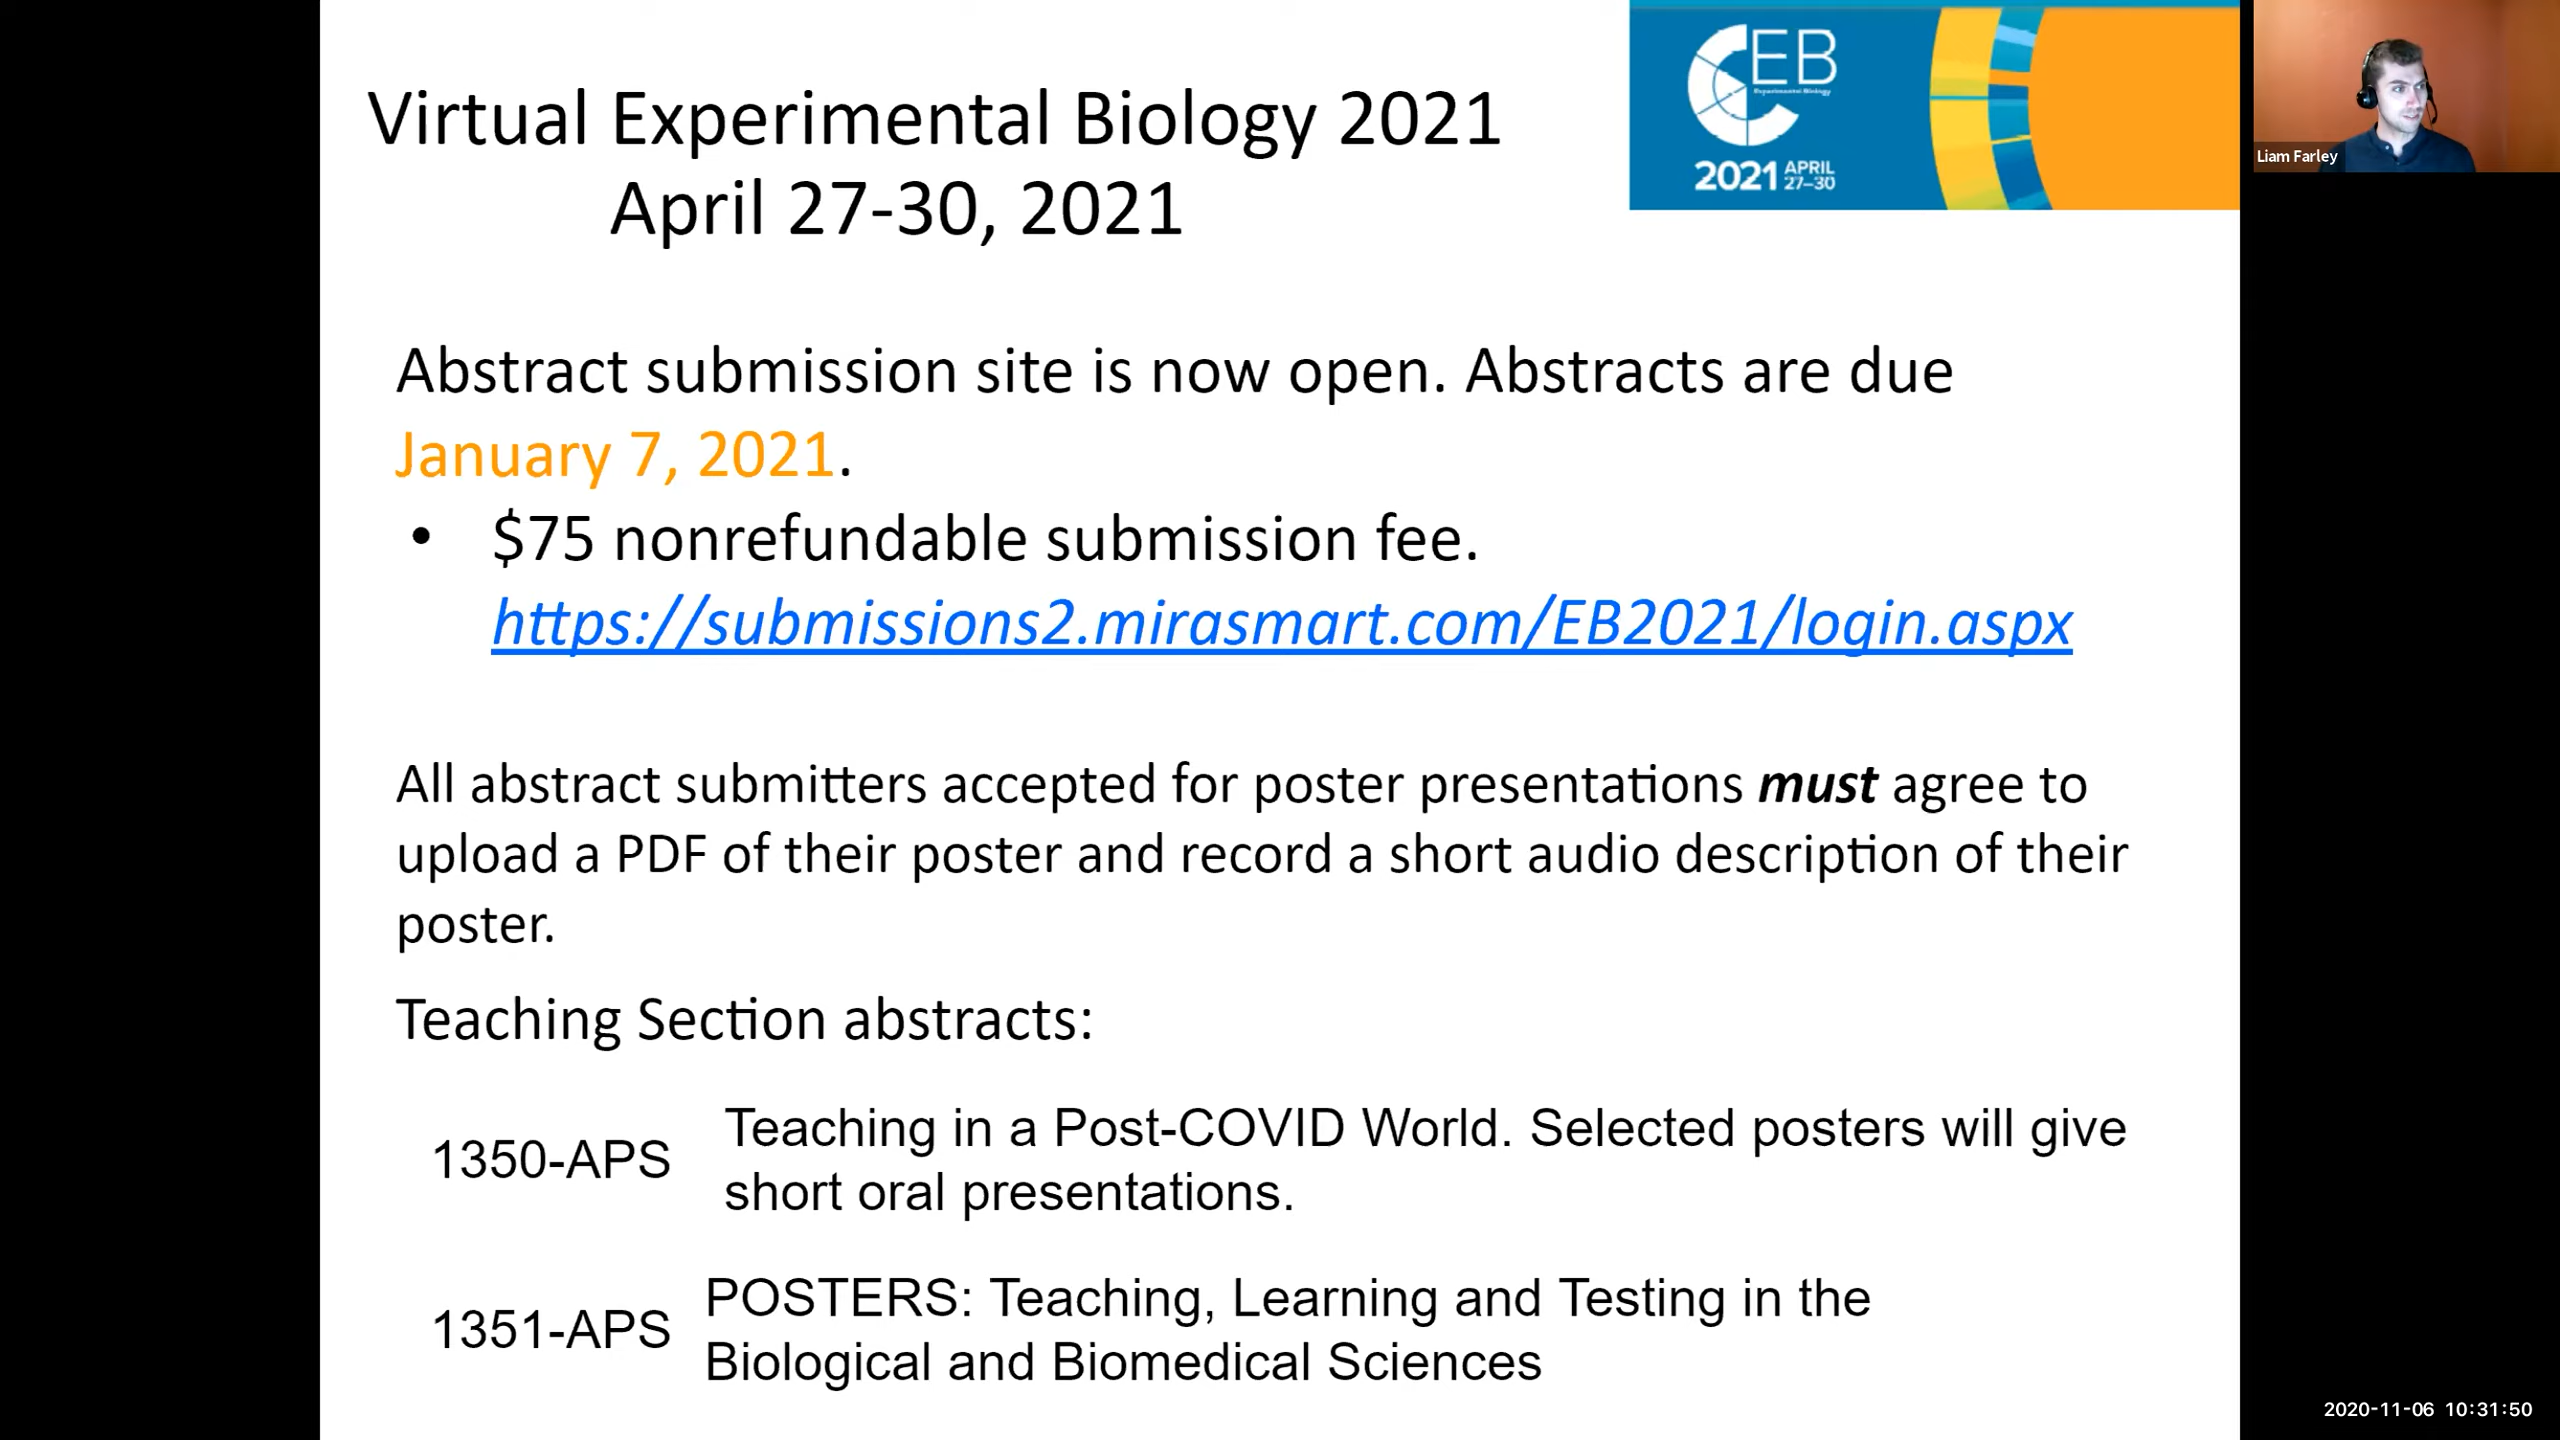 Virtual Experimental Biology 2021
April 27-30, 2021
EB
Experimental Biology
2021 APRIL
27–30
Liam Farley
Abstract submission site is now open. Abstracts are due
January 7, 2021.
• $75 nonrefundable submission fee.
https://submissions2.mirasmart.com/EB2021/login.aspx
All abstract submitters accepted for poster presentations must agree to
upload a PDF of their poster and record a short audio description of their
poster.
Teaching Section abstracts:
1350-APS
Teaching in a Post-COVID World. Selected posters will give
short oral presentations.
1351-APS
POSTERS: Teaching, Learning and Testing in the
Biological and Biomedical Sciences
2020-11-06 10:31:50